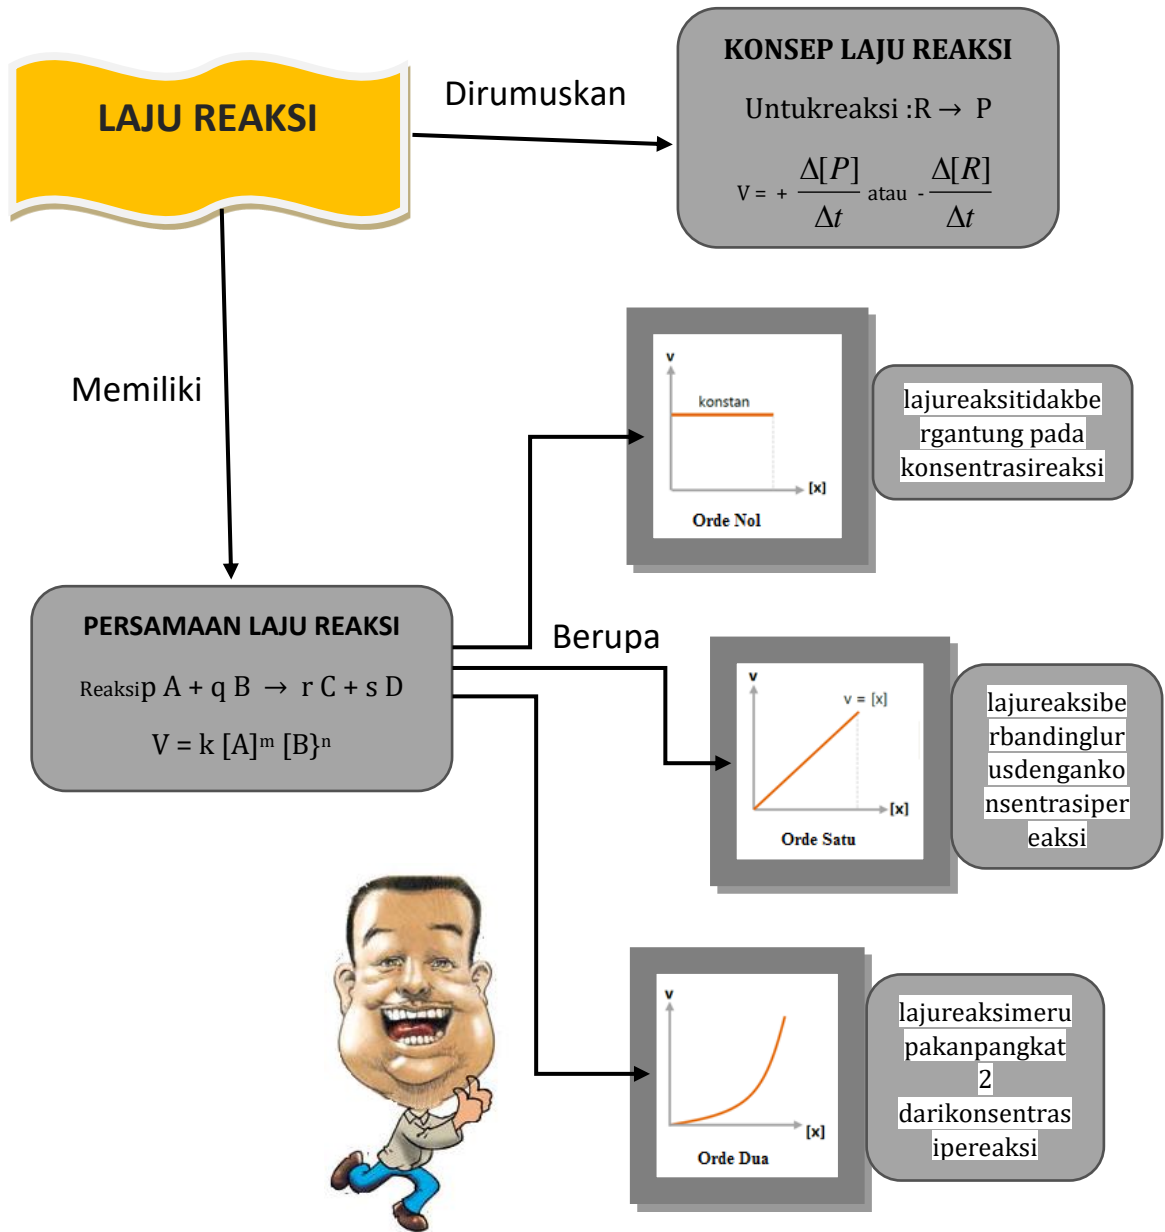 LAJU REAKSI
Dirumuskan
KONSEP LAJU REAKSI
Untukreaksi :R → P
V = + Δ[P]/Δt atau - Δ[R]/Δt
Memiliki
v
konstan
[x]
Orde Nol
lajureaksitidakbe
rgantung pada
konsentrasireaksi
PERSAMAAN LAJU REAKSI
Reaksip A + q B → r C + s D
V = k [A]ᵐ [B}ⁿ
Berupa
v
v = [x]
[x]
Orde Satu
lajureaksibe
rbandinglur
usdenganko
nsentrasiper
eaksi
v
[x]
Orde Dua
lajureaksimeru
pakanpangkat
2
darikonsentras
ipereaksi